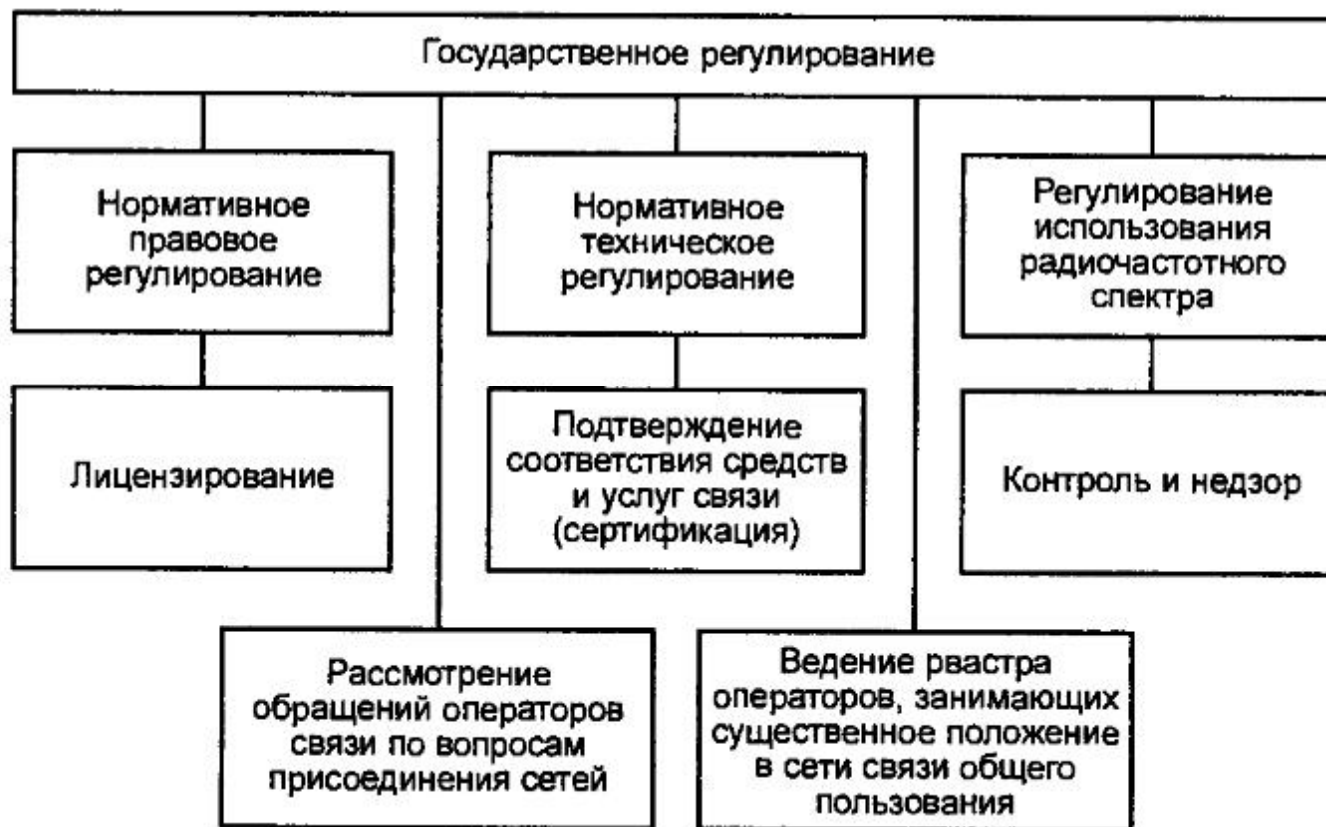 Государственное регулирование
Нормативное
правовое
регулирование
Нормативное
техническое
регулирование
Регулирование
использования
радиочастотного
спектра
Лицензирование
Подтверждение
соответствия средств
и услуг связи
(сертификация)
Контроль и недзор
Рассмотрение
обращений операторов
связи по вопросам
присоединения сетей
Ведение рвастра
операторов, занимающих
существенное положение
в сети связи общего
пользования